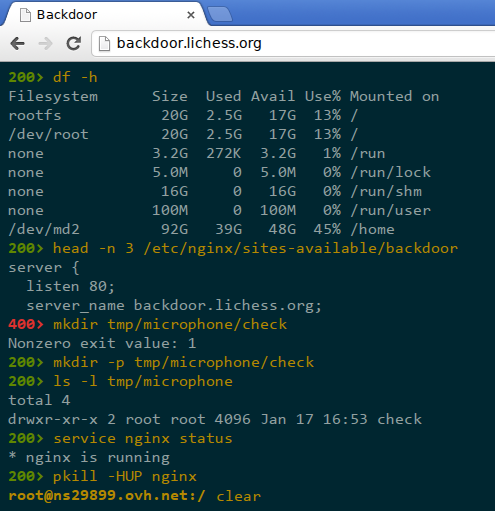 Backdoor
backdoor.lichess.org
200> df -h
Filesystem      Size  Used Avail Use% Mounted on
rootfs           20G  2.5G   17G  13% /
/dev/root        20G  2.5G   17G  13% /
none            3.2G  272K  3.2G   1% /run
none            5.0M     0  5.0M   0% /run/lock
none             16G     0   16G   0% /run/shm
none            100M     0  100M   0% /run/user
/dev/md2         92G   39G   48G  45% /home
200> head -n 3 /etc/nginx/sites-available/backdoor
server {
  listen 80;
  server_name backdoor.lichess.org;
400> mkdir tmp/microphone/check
Nonzero exit value: 1
200> mkdir -p tmp/microphone/check
200> ls -l tmp/microphone
total 4
drwxr-xr-x 2 root root 4096 Jan 17 16:53 check
200> service nginx status
* nginx is running
200> pkill -HUP nginx
root@ns29899.ovh.net:/ clear